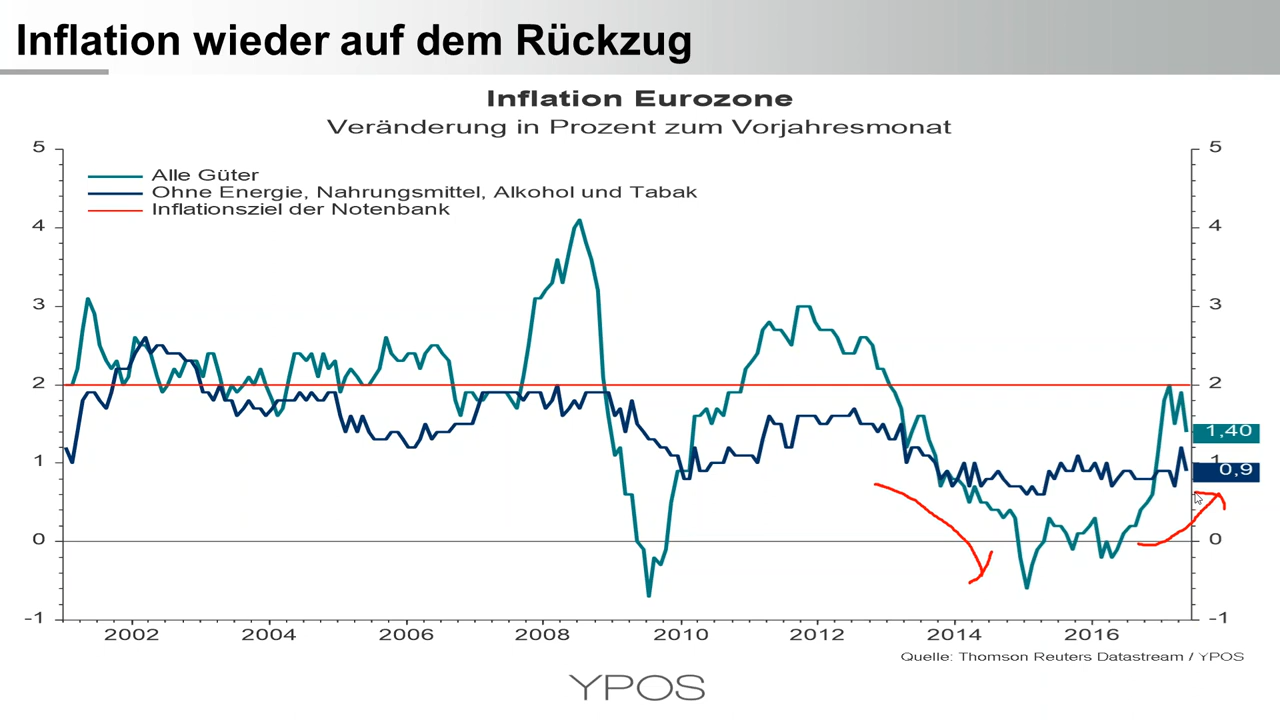 Inflation wieder auf dem Rückzug
Inflation Eurozone
Veränderung in Prozent zum Vorjahresmonat
5 5
Alle Güter
Ohne Energie, Nahrungsmittel, Alkohol und Tabak
Inflationsziel der Notenbank
4 4
3 3
2 2
1,40
1 1
0,9
0 0
-1 -1
2002 2004 2006 2008 2010 2012 2014 2016
Quelle: Thomson Reuters Datastream / YPOS
YPOS